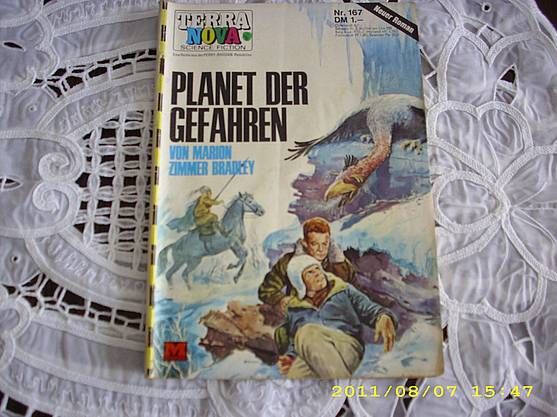 TERRA
NOVA
SCIENCE FICTION
Nr. 167
DM 1.–
Neuer Roman
PLANET DER
GEFAHREN
VON MARION
ZIMMER BRADLEY
M
2011/08/07 15:47